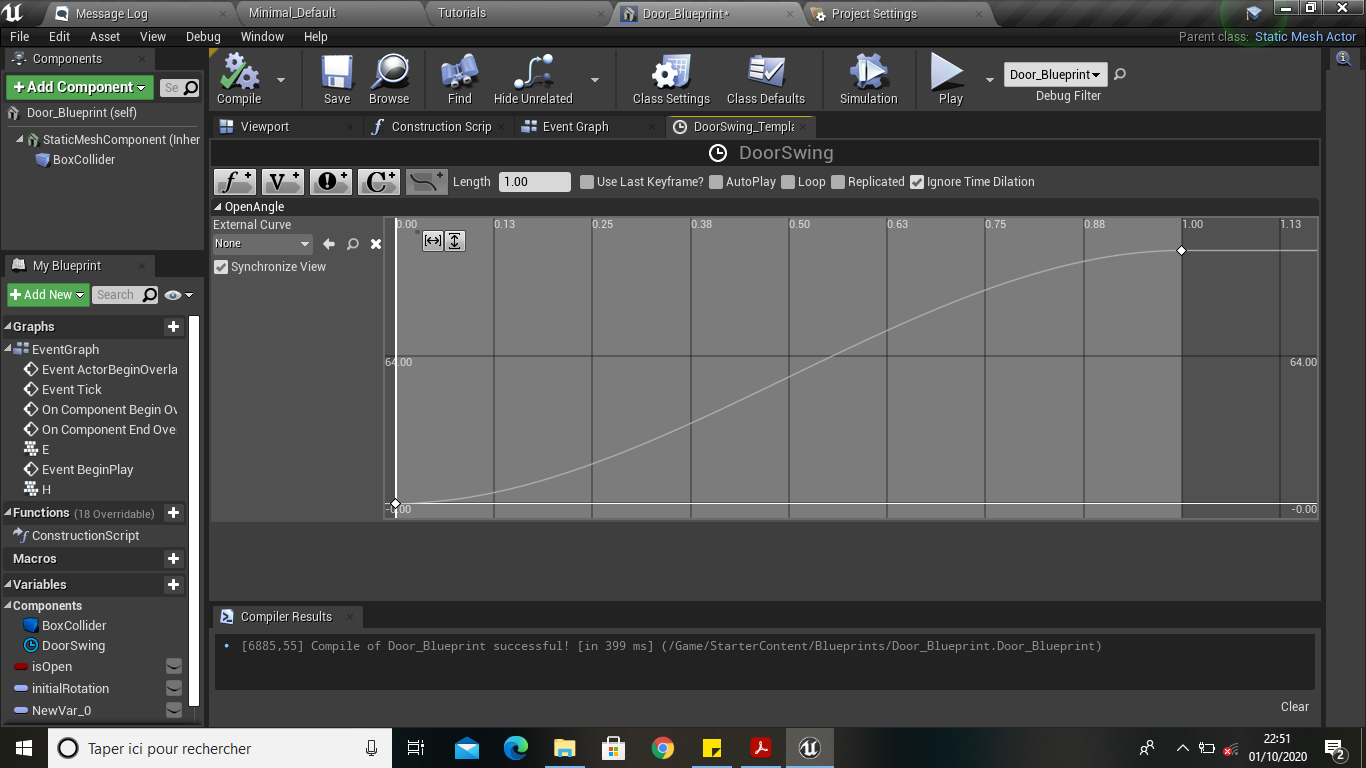 Message Log
Minimal_Default
Tutorials
Door_Blueprint*
Project Settings
File Edit Asset View Debug Window Help
Parent class: Static Mesh Actor
Components
+ Add Component
Se
Door_Blueprint (self)
StaticMeshComponent (Inher
BoxCollider
Compile
Save
Browse
Find
Hide Unrelated
Class Settings
Class Defaults
Simulation
Play
Door_Blueprint
Debug Filter
Viewport
Construction Scrip
Event Graph
DoorSwing_Templa
DoorSwing
f+ V+ !+ C+ Length 1.00 Use Last Keyframe? AutoPlay Loop Replicated Ignore Time Dilation
OpenAngle
External Curve
None
Synchronize View
0.00 0.13 0.25 0.38 0.50 0.63 0.75 0.88 1.00 1.13
64.00 64.00
-0.00 -0.00
My Blueprint
+ Add New
Search
Graphs
EventGraph
Event ActorBeginOverla
Event Tick
On Component Begin Ov
On Component End Ove
E
Event BeginPlay
H
Functions (18 Overridable)
ConstructionScript
Macros
Variables
Components
BoxCollider
DoorSwing
isOpen
initialRotation
NewVar_0
Compiler Results
[6885,55] Compile of Door_Blueprint successful! [in 399 ms] (/Game/StarterContent/Blueprints/Door_Blueprint.Door_Blueprint)
Clear
Taper ici pour rechercher
22:51
01/10/2020
2